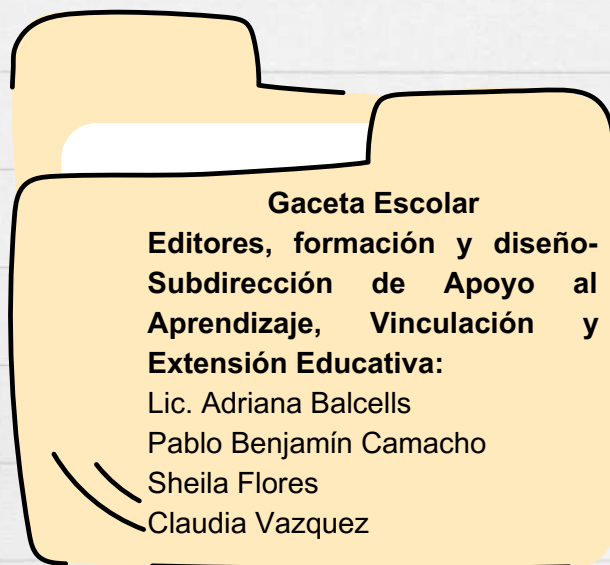 Gaceta Escolar
Editores, formación y diseño-
Subdirección de Apoyo al
Aprendizaje, Vinculación y
Extensión Educativa:
Lic. Adriana Balcells
Pablo Benjamín Camacho
Sheila Flores
Claudia Vazquez